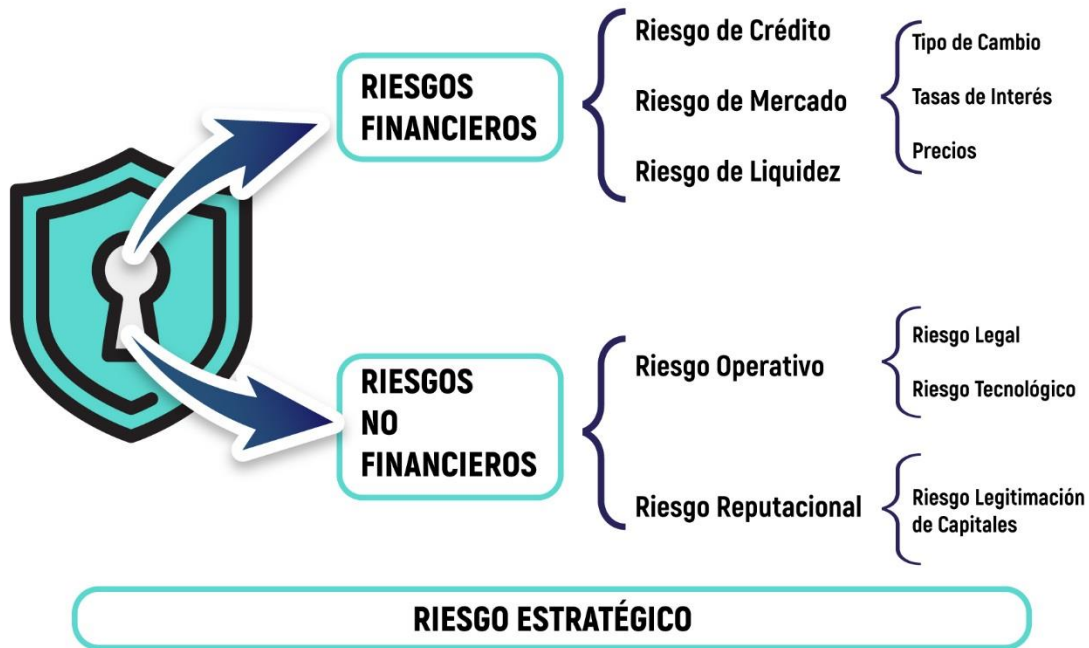 RIESGOS
FINANCIEROS
Riesgo de Crédito
Riesgo de Mercado
Riesgo de Liquidez
Tipo de Cambio
Tasas de Interés
Precios
RIESGOS
NO
FINANCIEROS
Riesgo Operativo
Riesgo Legal
Riesgo Tecnológico
Riesgo Reputacional
Riesgo Legitimación
de Capitales
RIESGO ESTRATÉGICO